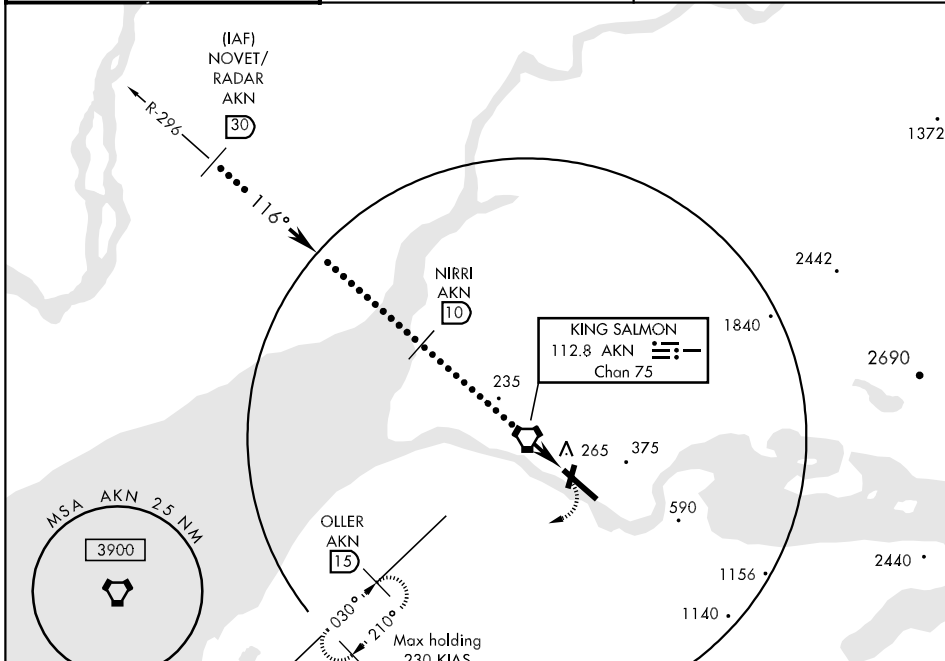 (IAF)
NOVET/
RADAR
AKN
30
R-296
116°
1372
2442
NIRRI
AKN
10
1840
KING SALMON
112.8 AKN
Chan 75
2690
235
265
375
MSA AKN 25 NM
3900
590
OLLER
AKN
15
2440
1156
030°
210°
1140
Max holding
230 KIAS